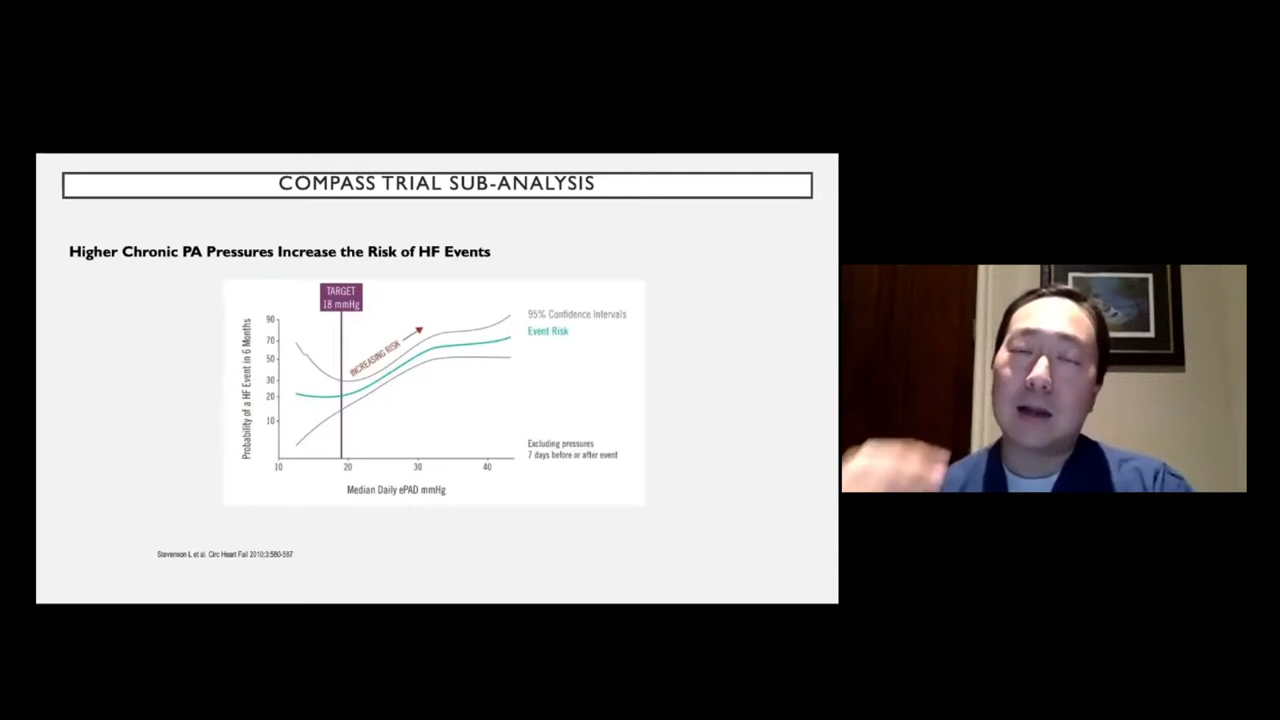 COMPASS TRIAL SUB-ANALYSIS
Higher Chronic PA Pressures Increase the Risk of HF Events
TARGET
18 mmHg
90
70
50
30
20
10
Probability of a HF Event in 6 Months
INCREASING RISK
95% Confidence Intervals
Event Risk
Excluding pressures
7 days before or after event
10
20
30
40
Median Daily ePAD mmHg
Stevenson L et al. Circ Heart Fail 2010;3:580-587